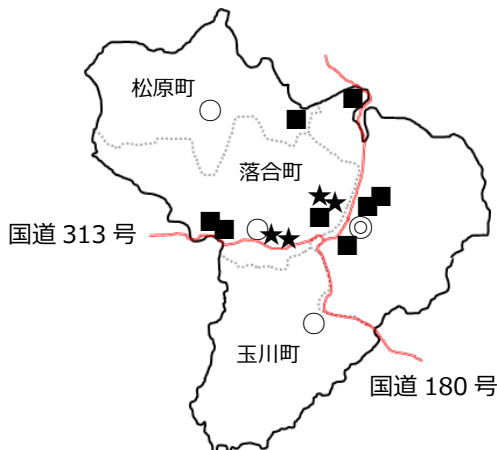 松原町
落合町
国道 313 号
玉川町
国道 180 号